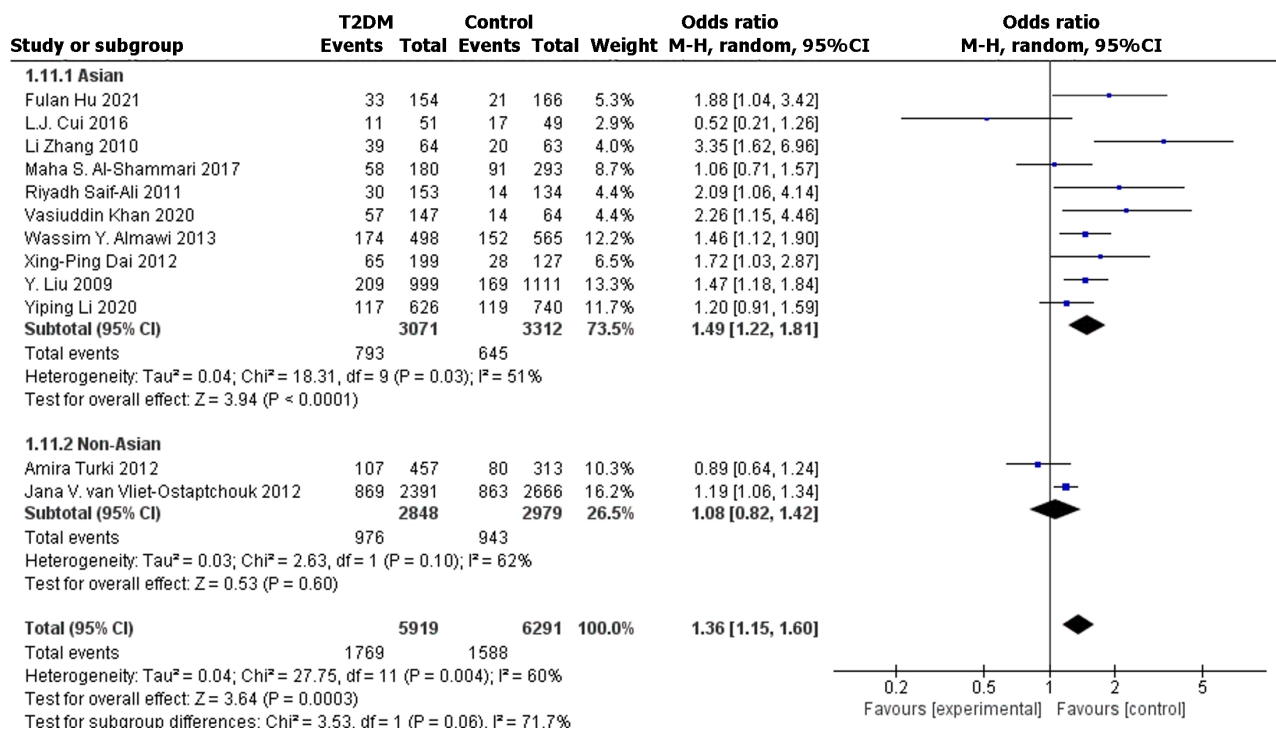 T2DM Control Odds ratio Odds ratio
Study or subgroup Events Total Events Total Weight M-H, random, 95%CI M-H, random, 95%CI
1.11.1 Asian
Fulan Hu 2021 33 154 21 166 5.3% 1.88 [1.04, 3.42]
L.J. Cui 2016 11 51 17 49 2.9% 0.52 [0.21, 1.26]
Li Zhang 2010 39 64 20 63 4.0% 3.35 [1.62, 6.96]
Maha S. Al-Shammari 2017 58 180 91 293 8.7% 1.06 [0.71, 1.57]
Riyadh Saif-Ali 2011 30 153 14 134 4.4% 2.09 [1.06, 4.14]
Vasiuddin Khan 2020 57 147 14 64 4.4% 2.26 [1.15, 4.46]
Wassim Y. Almawi 2013 174 498 152 565 12.2% 1.46 [1.12, 1.90]
Xing-Ping Dai 2012 65 199 28 127 6.5% 1.72 [1.03, 2.87]
Y. Liu 2009 209 999 169 1111 13.3% 1.47 [1.18, 1.84]
Yiping Li 2020 117 626 119 740 11.7% 1.20 [0.91, 1.59]
Subtotal (95% CI) 3071 3312 73.5% 1.49 [1.22, 1.81]
Total events 793 645
Heterogeneity: Tau² = 0.04; Chi² = 18.31, df = 9 (P = 0.03); I² = 51%
Test for overall effect: Z = 3.94 (P < 0.0001)
1.11.2 Non-Asian
Amira Turki 2012 107 457 80 313 10.3% 0.89 [0.64, 1.24]
Jana V. van Vliet-Ostaptchouk 2012 869 2391 863 2666 16.2% 1.19 [1.06, 1.34]
Subtotal (95% CI) 2848 2979 26.5% 1.08 [0.82, 1.42]
Total events 976 943
Heterogeneity: Tau² = 0.03; Chi² = 2.63, df = 1 (P = 0.10); I² = 62%
Test for overall effect: Z = 0.53 (P = 0.60)
Total (95% CI) 5919 6291 100.0% 1.36 [1.15, 1.60]
Total events 1769 1588
Heterogeneity: Tau² = 0.04; Chi² = 27.75, df = 11 (P = 0.004); I² = 60%
Test for overall effect: Z = 3.64 (P = 0.0003)
Test for subgroup differences: Chi² = 3.53, df = 1 (P = 0.06), I² = 71.7%
0.2 0.5 1 2 5
Favours [experimental] Favours [control]